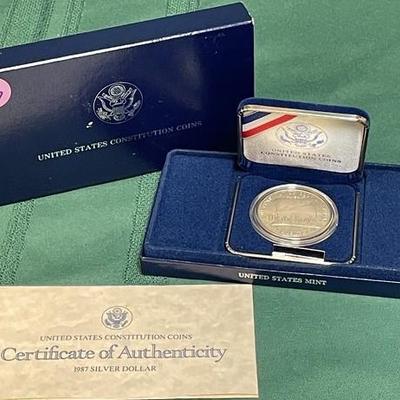 UNITED STATES CONSTITUTION COINS
UNITED STATES
CONSTITUTION COINS
UNITED STATES MINT
UNITED STATES CONSTITUTION COINS
Certificate of Authenticity
1987 SILVER DOLLAR